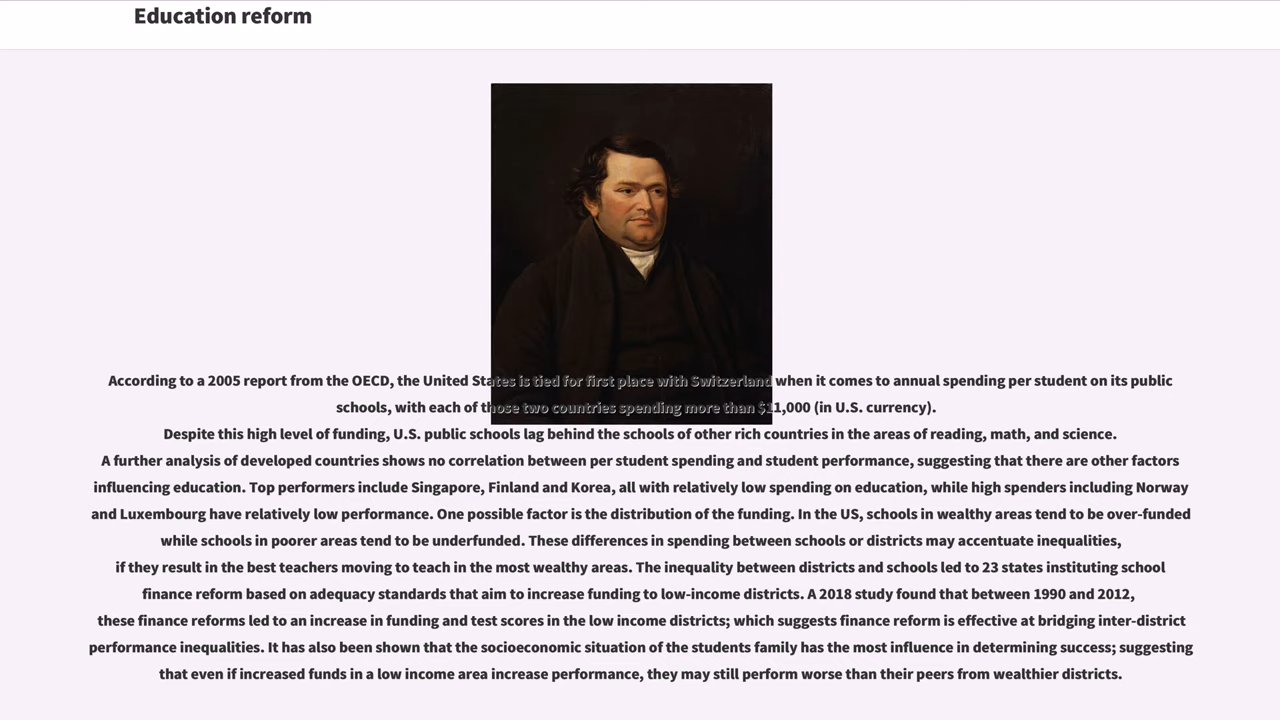 Education reform
According to a 2005 report from the OECD, the United States is tied for first place with Switzerland when it comes to annual spending per student on its public
schools, with each of those two countries spending more than $11,000 (in U.S. currency).
Despite this high level of funding, U.S. public schools lag behind the schools of other rich countries in the areas of reading, math, and science.
A further analysis of developed countries shows no correlation between per student spending and student performance, suggesting that there are other factors
influencing education. Top performers include Singapore, Finland and Korea, all with relatively low spending on education, while high spenders including Norway
and Luxembourg have relatively low performance. One possible factor is the distribution of the funding. In the US, schools in wealthy areas tend to be over-funded
while schools in poorer areas tend to be underfunded. These differences in spending between schools or districts may accentuate inequalities,
if they result in the best teachers moving to teach in the most wealthy areas. The inequality between districts and schools led to 23 states instituting school
finance reform based on adequacy standards that aim to increase funding to low-income districts. A 2018 study found that between 1990 and 2012,
these finance reforms led to an increase in funding and test scores in the low income districts; which suggests finance reform is effective at bridging inter-district
performance inequalities. It has also been shown that the socioeconomic situation of the students family has the most influence in determining success; suggesting
that even if increased funds in a low income area increase performance, they may still perform worse than their peers from wealthier districts.